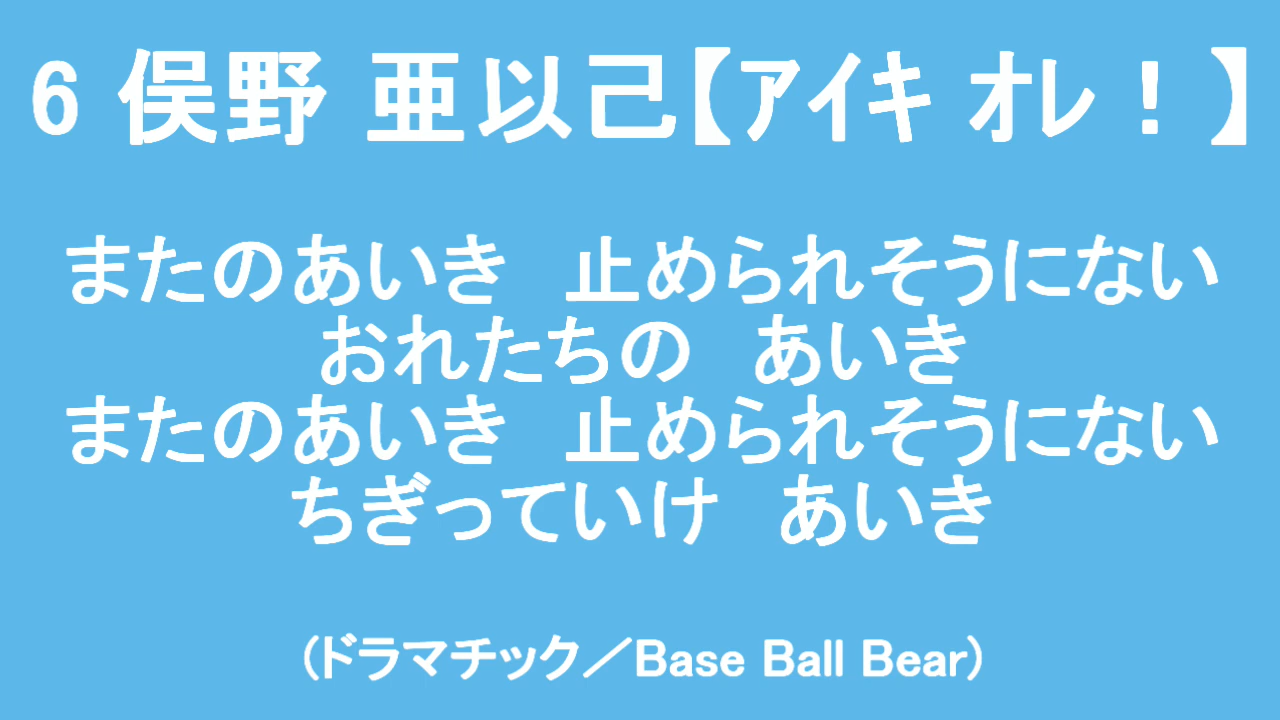 6 俣野 亜以己【ｱｲｷ ｵﾚ！】
またのあいき　止められそうにない
おれたちの　あいき
またのあいき　止められそうにない
ちぎっていけ　あいき
(ドラマチック／Base Ball Bear)